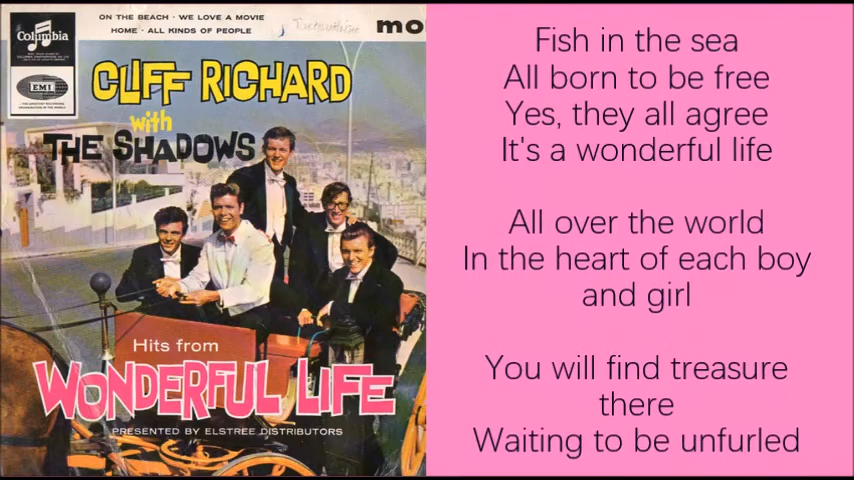 ON THE BEACH · WE LOVE A MOVIE
HOME · ALL KINDS OF PEOPLE
mo
Columbia
EMI
CLIFF RICHARD
with
THE SHADOWS
Hits from
WONDERFUL LIFE
PRESENTED BY ELSTREE DISTRIBUTORS
Fish in the sea
All born to be free
Yes, they all agree
It's a wonderful life
All over the world
In the heart of each boy
and girl
You will find treasure
there
Waiting to be unfurled